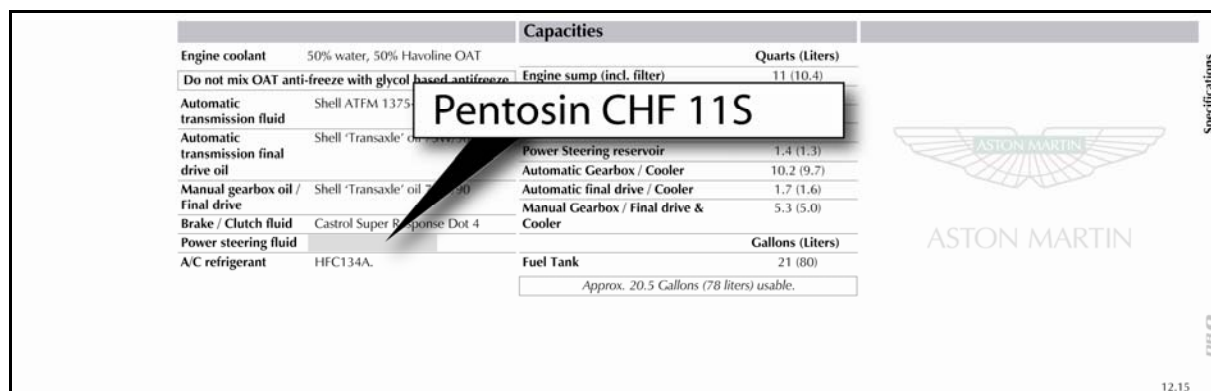 Capacities
Engine coolant 50% water, 50% Havoline OAT
Do not mix OAT anti-freeze with glycol based antifreeze
Automatic transmission fluid Shell ATFM 1375
Automatic transmission final drive oil Shell ‘Transaxle’ oil
Manual gearbox oil / Final drive Shell ‘Transaxle’ oil
Brake / Clutch fluid Castrol Super Response Dot 4
Power steering fluid
A/C refrigerant HFC134A.
Pentosin CHF 11S
Quarts (Liters)
Engine sump (incl. filter) 11 (10.4)
Power Steering reservoir 1.4 (1.3)
Automatic Gearbox / Cooler 10.2 (9.7)
Automatic final drive / Cooler 1.7 (1.6)
Manual Gearbox / Final drive & Cooler 5.3 (5.0)
Gallons (Liters)
Fuel Tank 21 (80)
Approx. 20.5 Gallons (78 liters) usable.
ASTON MARTIN
ASTON MARTIN
Specifications
12.15